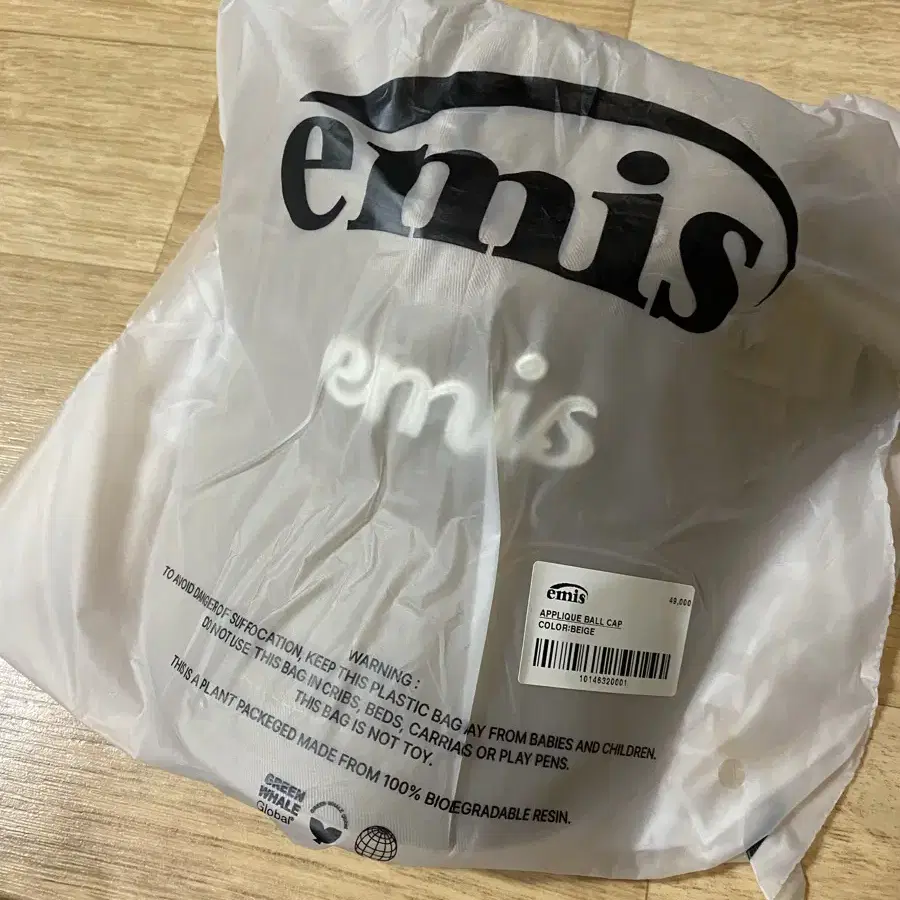 emis
emis
emis
49,000
APPLIQUE BALL CAP
COLOR:BEIGE
10146320001
WARNING :
TO AVOID DANGER OF SUFFOCATION, KEEP THIS PLASTIC BAG AY FROM BABIES AND CHILDREN.
DO NOT USE THIS BAG IN CRIBS, BEDS, CARRIAS OR PLAY PENS.
THIS BAG IS NOT TOY.
THIS IS A PLANT PACKEGED MADE FROM 100% BIOEGRADABLE RESIN.
GREEN
WHALE
Global